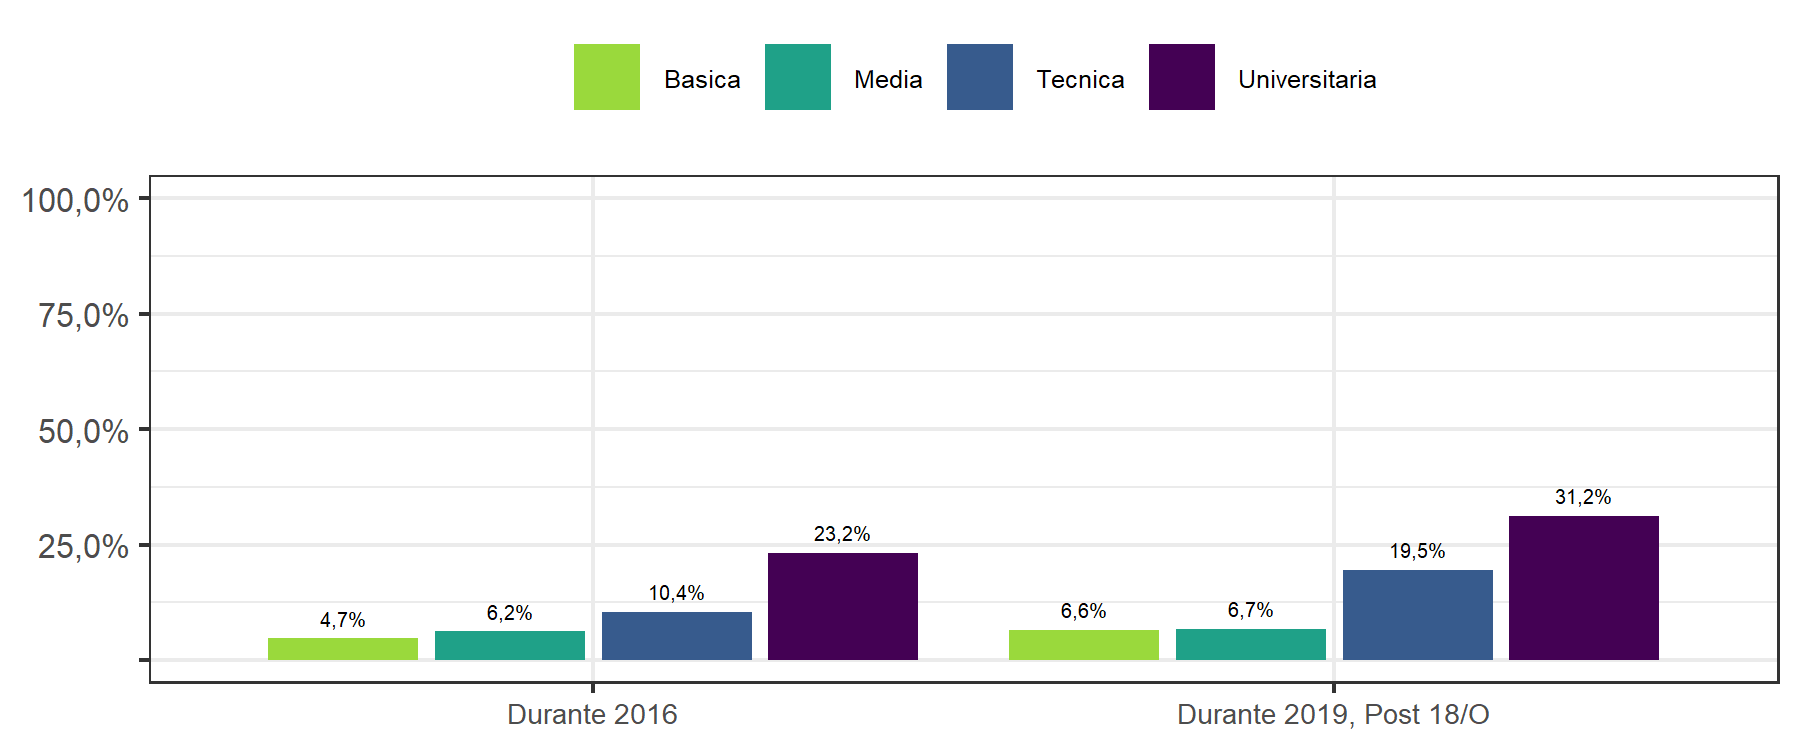 Basica Media Tecnica Universitaria
100,0%
75,0%
50,0%
25,0%
4,7% 6,2% 10,4% 23,2% 6,6% 6,7% 19,5% 31,2%
Durante 2016 Durante 2019, Post 18/O